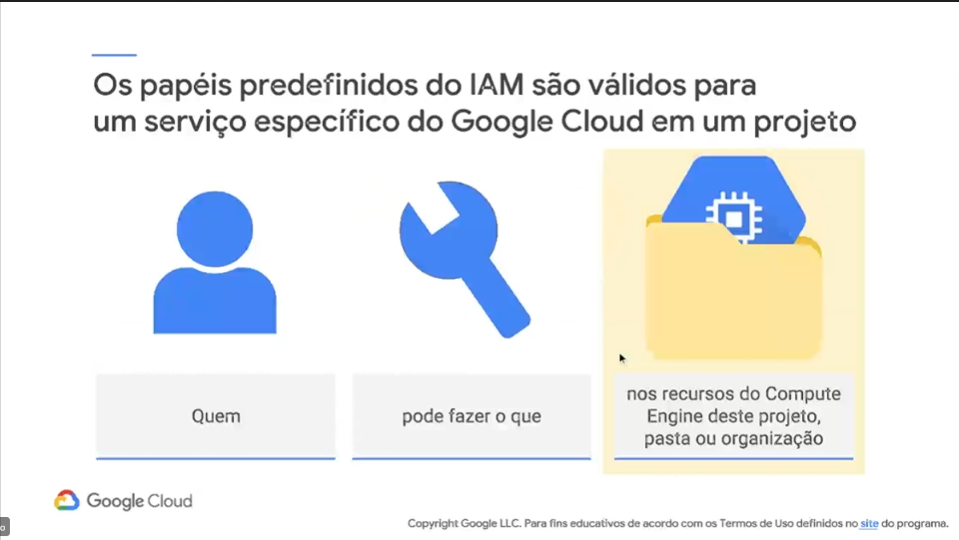 Os papéis predefinidos do IAM são válidos para
um serviço específico do Google Cloud em um projeto
Quem
pode fazer o que
nos recursos do Compute
Engine deste projeto,
pasta ou organização
Google Cloud
Copyright Google LLC. Para fins educativos de acordo com os Termos de Uso definidos no site do programa.
o